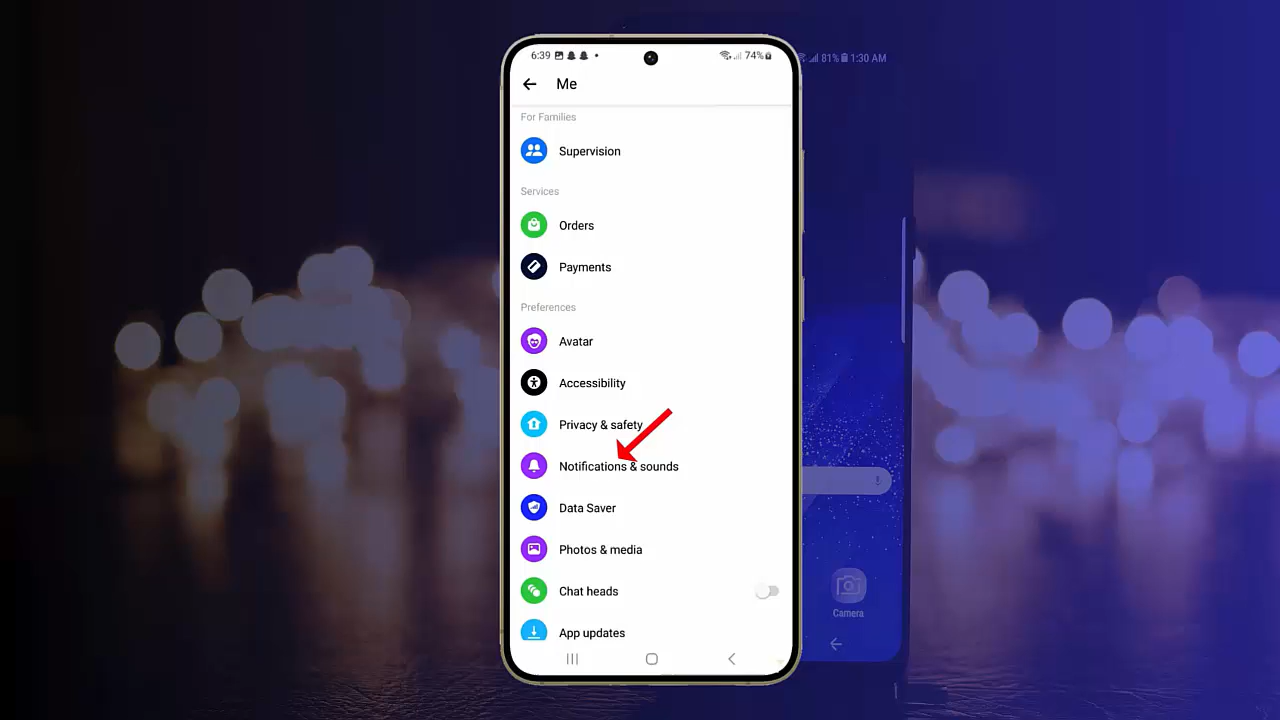 6:39
74%
81% 1:30 AM
Me
For Families
Supervision
Services
Orders
Payments
Preferences
Avatar
Accessibility
Privacy & safety
Notifications & sounds
Data Saver
Photos & media
Chat heads
App updates
Camera